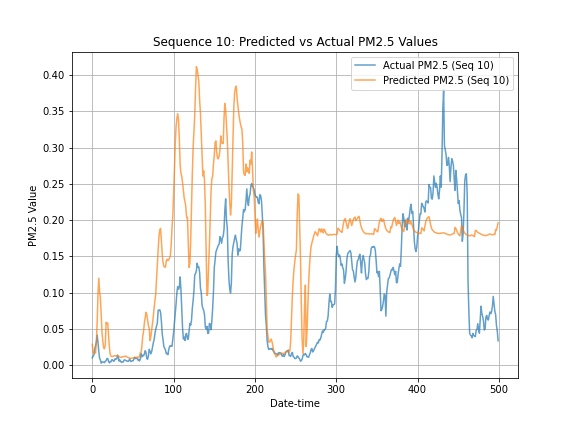 Sequence 10: Predicted vs Actual PM2.5 Values
Actual PM2.5 (Seq 10)
Predicted PM2.5 (Seq 10)
0.40
0.35
0.30
0.25
0.20
0.15
0.10
0.05
0.00
PM2.5 Value
0 100 200 300 400 500
Date-time